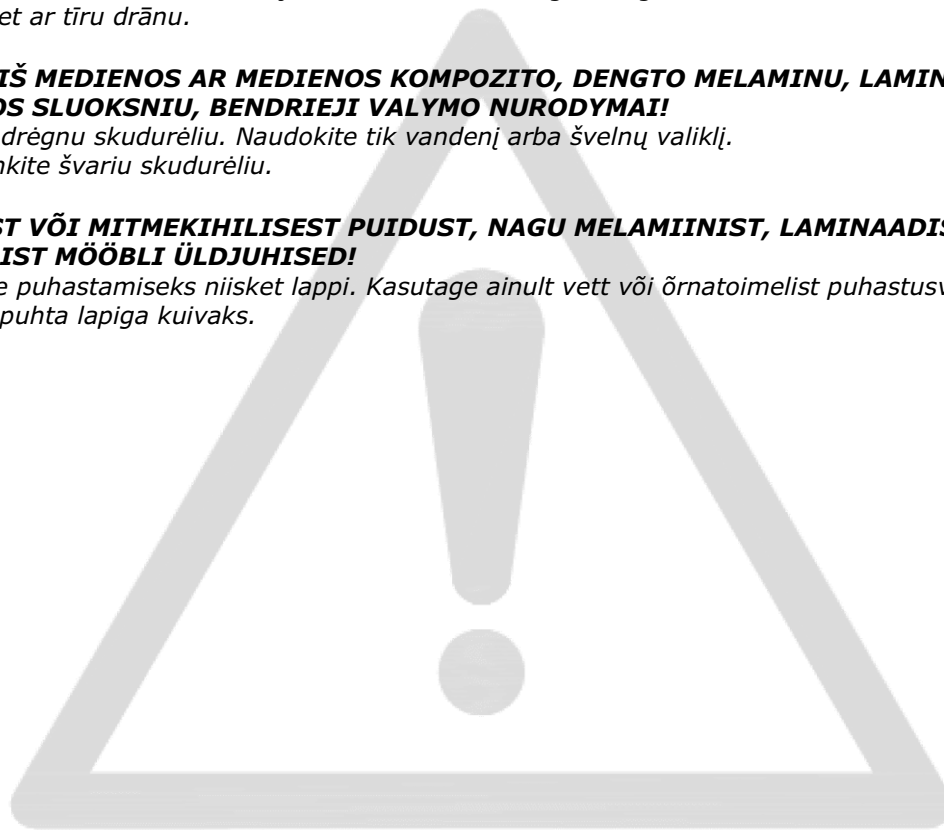 et ar tīru drānu.
IŠ MEDIENOS AR MEDIENOS KOMPOZITO, DENGTO MELAMINU, LAMIN
OS SLUOKSNIU, BENDRIEJI VALYMO NURODYMAI!
drėgnu skudurėliu. Naudokite tik vandenį arba švelnų valiklį.
nkite švariu skudurėliu.
ST VÕI MITMEKIHILISEST PUIDUST, NAGU MELAMIINIST, LAMINAADIS
IST MÖÖBLI ÜLDJUHISED!
e puhastamiseks niisket lappi. Kasutage ainult vett või õrnatoimelist puhastusv
puhta lapiga kuivaks.